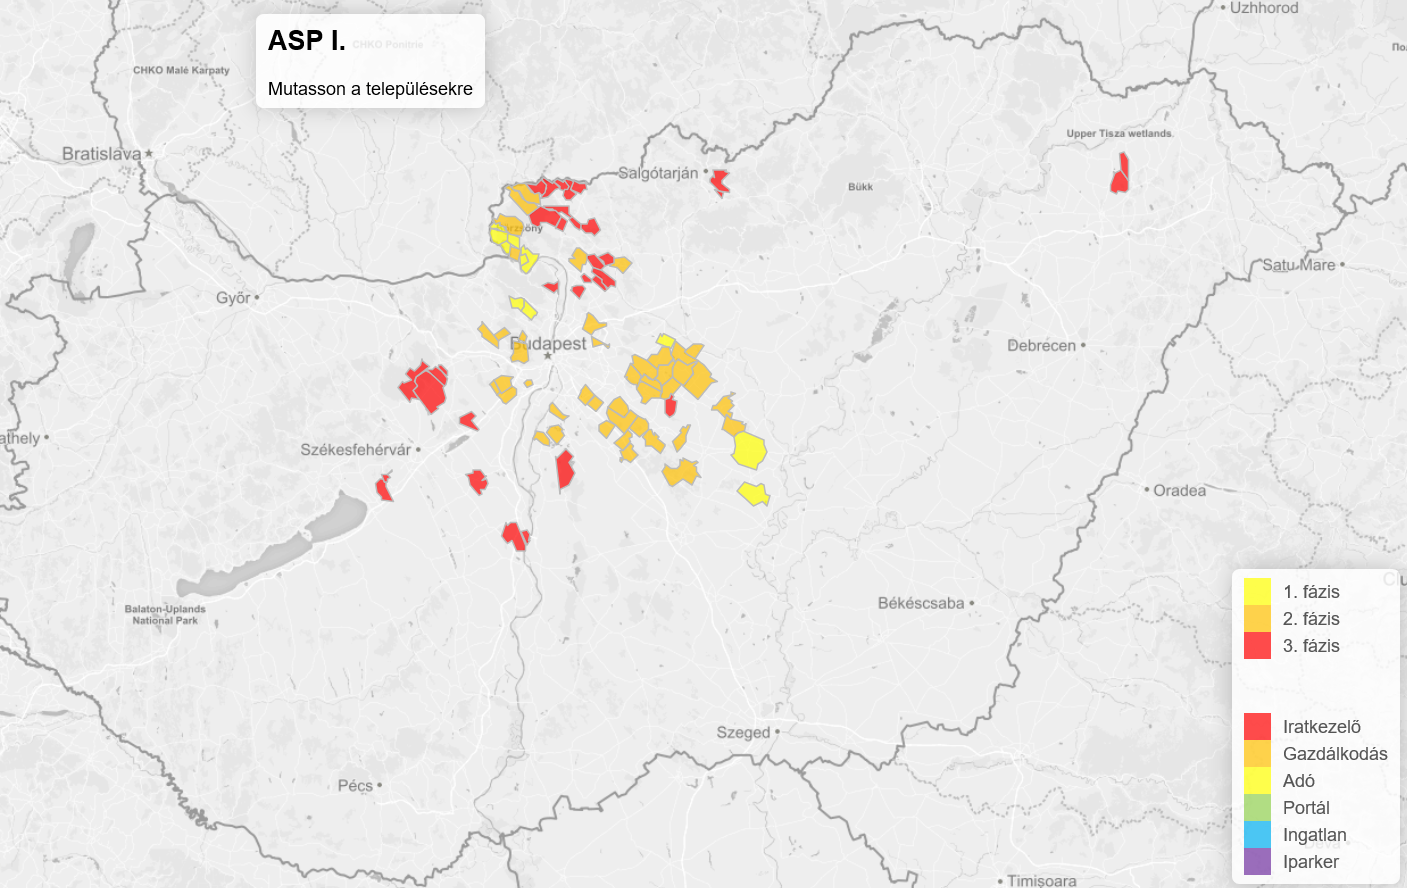 Uzhhorod
ASP I.
CHKO Ponitrie
По
CHKO Malé Karpaty
Mutasson a településekre
Upper Tisza wetlands
Bratislava
Salgótarján
Bükk
Satu Mare
Győr
Budapest
Debrecen
athely
Székesfehérvár
Oradea
1. fázis
2. fázis
3. fázis
Balaton-Uplands
National Park
Békéscsaba
Szeged
Iratkezelő
Gazdálkodás
Adó
Pécs
Portál
Ingatlan
Iparker
Timișoara